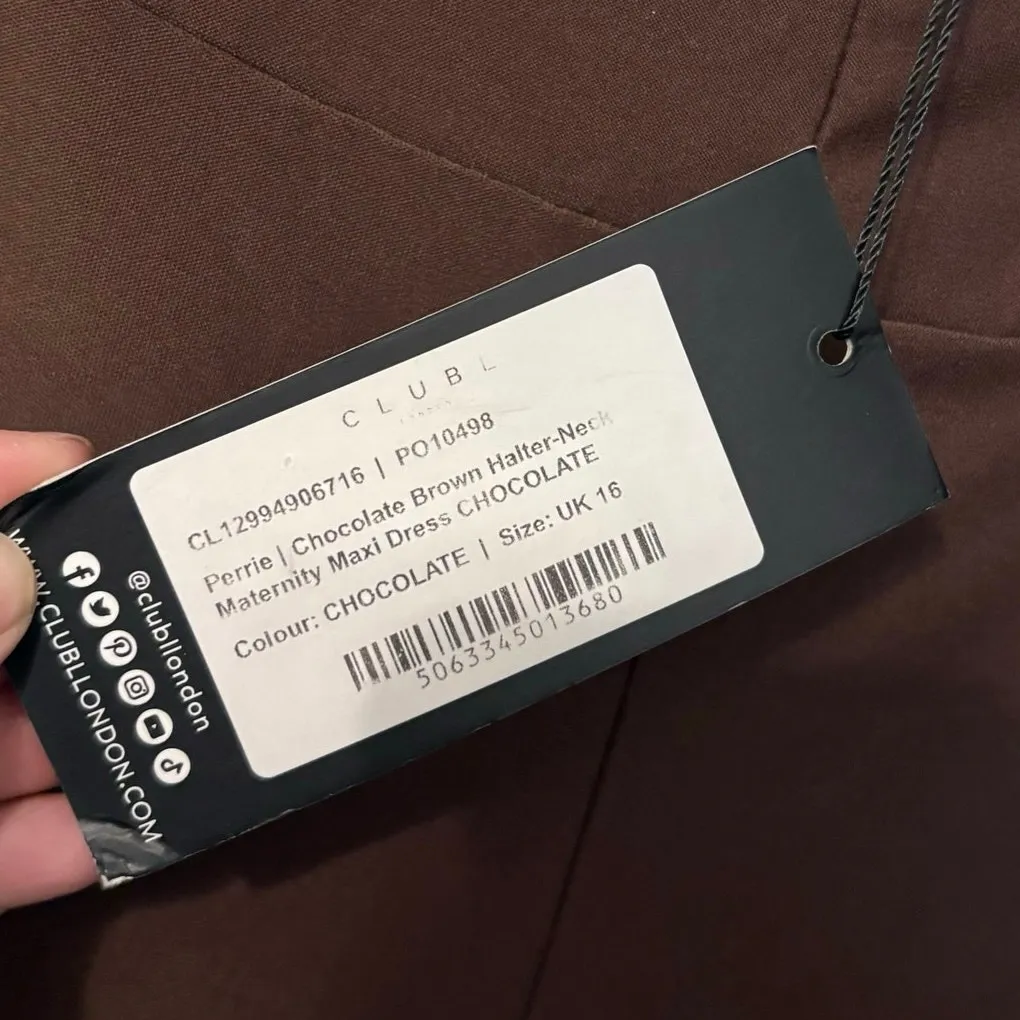 CLUB L
CL12994906716 | PO10498
Perrie | Chocolate Brown Halter-Neck
Maternity Maxi Dress CHOCOLATE
Colour: CHOCOLATE | Size: UK 16
5063345013680
@clubllondon
WWW.CLUBLLONDON.COM